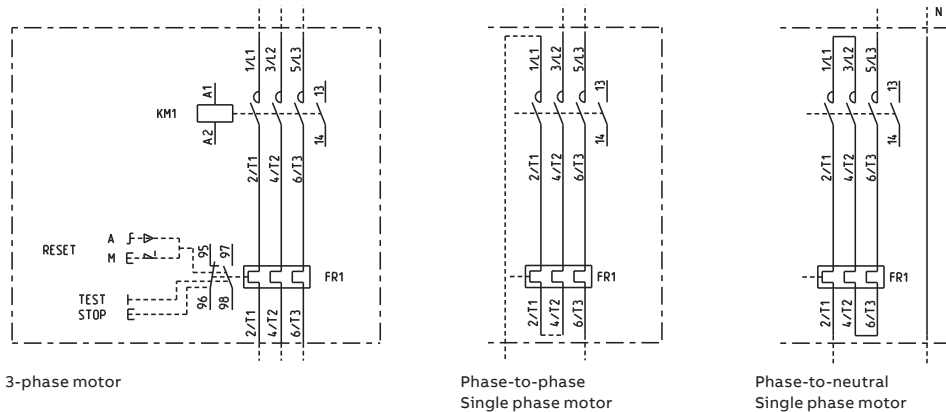 N
1/L1 3/L2 5/L3
A1 13
KM1
A2 14
2/T1 4/T2 6/T3
RESET A
M
95 97
FR1
TEST
STOP
96 98
2/T1 4/T2 6/T3
3-phase motor
1/L1 3/L2 5/L3
13
14
2/T1 4/T2 6/T3
FR1
2/T1 4/T2 6/T3
Phase-to-phase
Single phase motor
1/L1 3/L2 5/L3
13
14
2/T1 4/T2 6/T3
FR1
2/T1 4/T2 6/T3
Phase-to-neutral
Single phase motor